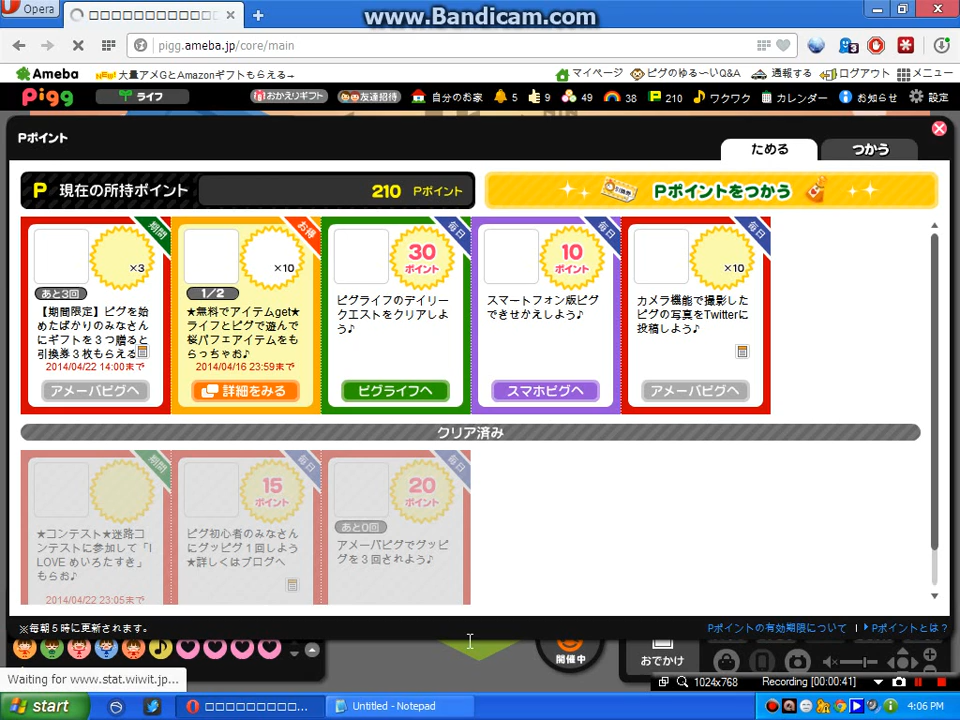 www.Bandicam.com
Opera
pigg.ameba.jp/core/main
3
Ameba
NEW! 大量アメGとAmazonギフトもらえる→
マイページ
ピグのゆる〜いQ&A
通報する
ログアウト
メニュー
Pigg
ライフ
おかえりギフト
友達招待
自分のお家
5
9
49
38
210
ワクワク
カレンダー
お知らせ
設定
Pポイント
ためる
つかう
P 現在の所持ポイント
210 Pポイント
Pポイントをつかう
期間
×3
あと3回
【期間限定】ピグを始
めたばかりのみなさん
にギフトを3つ贈ると
引換券3枚もらえる
2014/04/22 14:00まで
アメーバピグへ
お得
×10
1/2
★無料でアイテムget★
ライフとピグで遊んで
桜パフェアイテムをも
らっちゃお♪
2014/04/16 23:59まで
詳細をみる
毎日
30
ポイント
ピグライフのデイリー
クエストをクリアしよ
う♪
ピグライフへ
毎日
10
ポイント
スマートフォン版ピグ
できせかえしよう♪
スマホピグへ
毎日
×10
カメラ機能で撮影した
ピグの写真をTwitterに
投稿しよう♪
アメーバピグへ
クリア済み
期間
★コンテスト★迷路コ
ンテストに参加して「I
LOVE めいろたすき」
もらお♪
2014/04/22 23:05まで
毎日
15
ポイント
ピグ初心者のみなさん
にグッピグ1回しよう
★詳しくはブログへ
毎日
20
ポイント
あと0回
アメーバピグでグッピ
グを3回されよう♪
※毎朝5時に更新されます。
Pポイントの有効期限について
Pポイントとは?
開催中
おでかけ
Waiting for www.stat.wiwit.jp...
1024x768
Recording [00:00:41]
start
Untitled - Notepad
4:06 PM